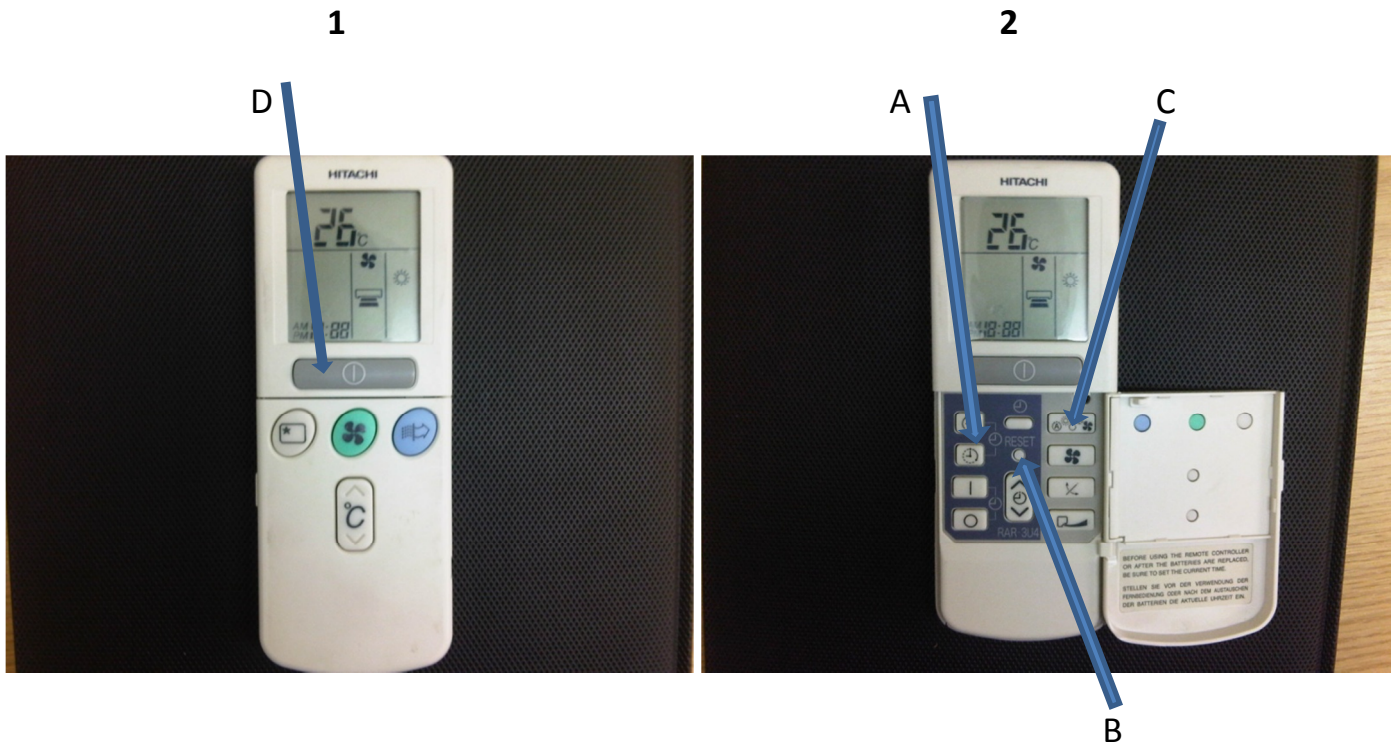 1
2
D
A
C
HITACHI
26°C
HITACHI
26°C
RESET
°C
RAR-3U4
BEFORE USING THE REMOTE CONTROLLER
OR AFTER THE BATTERIES ARE REPLACED,
BE SURE TO SET THE CURRENT TIME.
STELLEN SIE VOR DER VERWENDUNG DER
FERNBEDIENUNG ODER NACH DEM AUSTAUSCHEN
DER BATTERIEN DIE AKTUELLE UHRZEIT EIN.
B